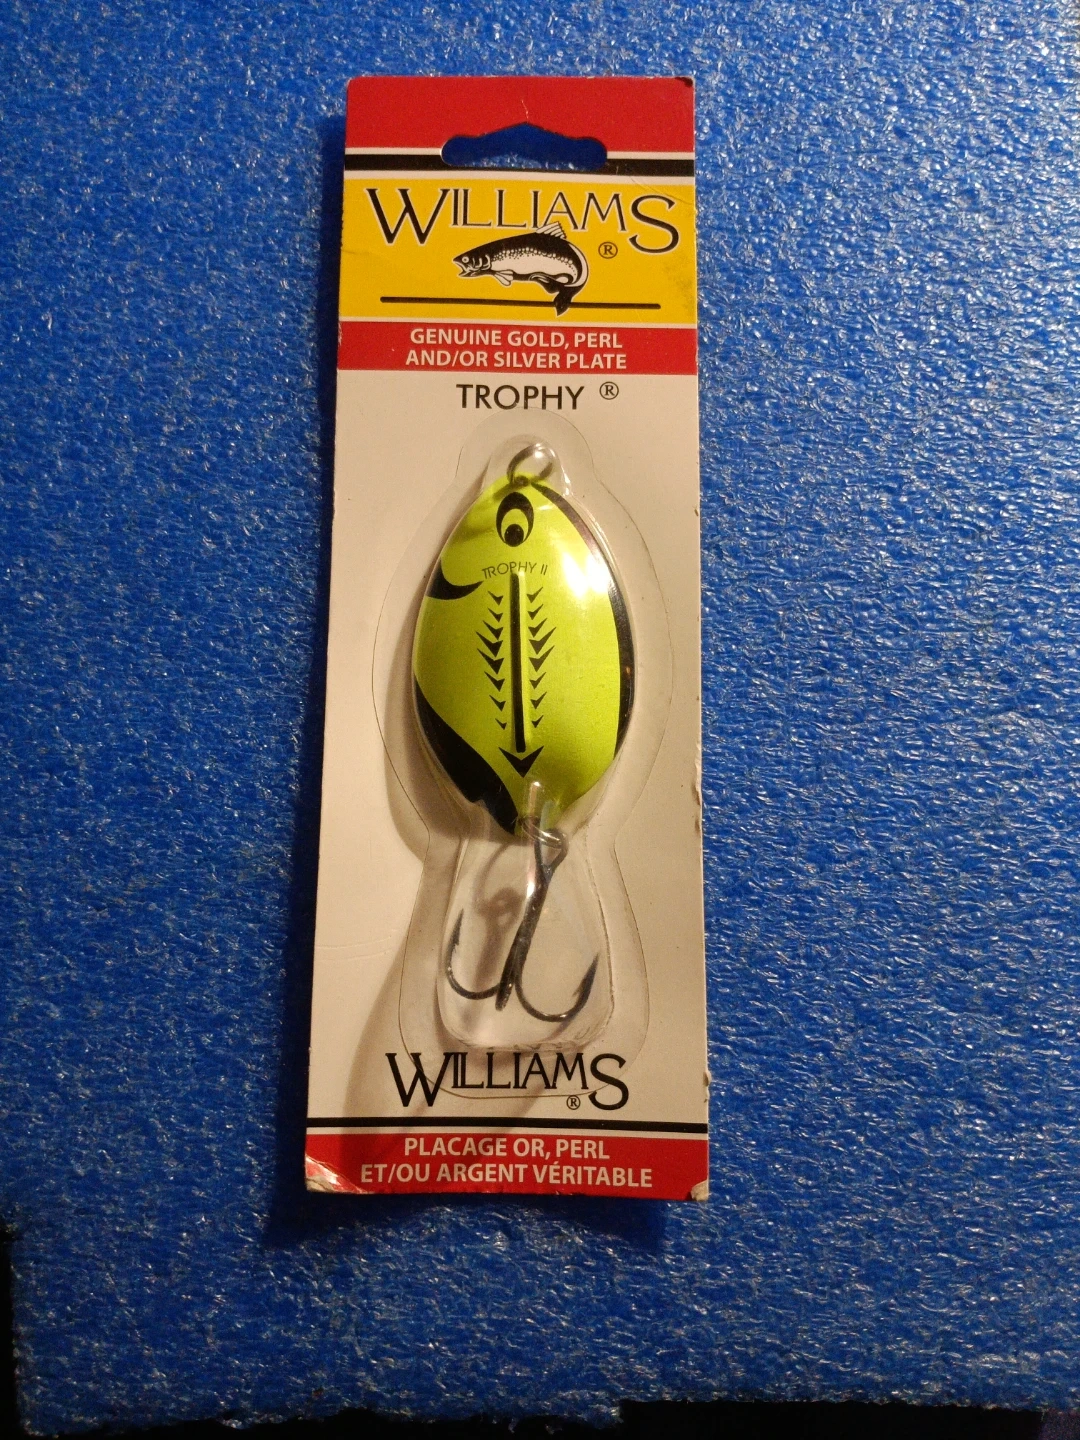 WILLIAMS
®
GENUINE GOLD, PERL
AND/OR SILVER PLATE
TROPHY ®
TROPHY II
WILLIAMS
®
PLACAGE OR, PERL
ET/OU ARGENT VÉRITABLE